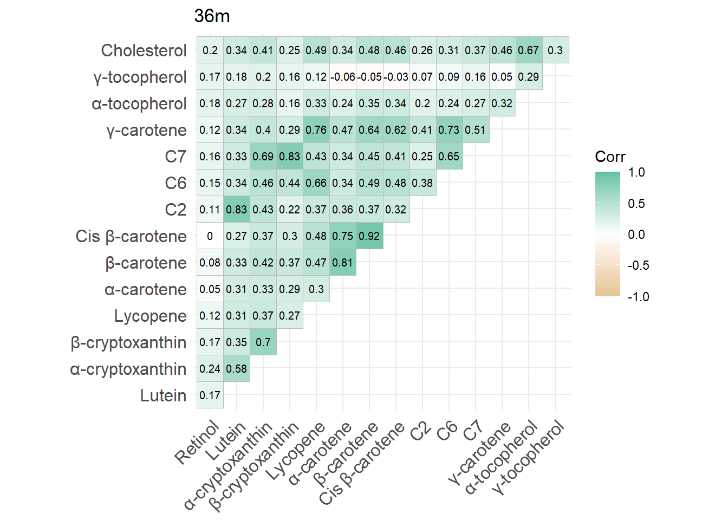 36m
Cholesterol 0.2 0.34 0.41 0.25 0.49 0.34 0.48 0.46 0.26 0.31 0.37 0.46 0.67 0.3
γ-tocopherol 0.17 0.18 0.2 0.16 0.12 -0.06 -0.05 -0.03 0.07 0.09 0.16 0.05 0.29
α-tocopherol 0.18 0.27 0.28 0.16 0.33 0.24 0.35 0.34 0.2 0.24 0.27 0.32
γ-carotene 0.12 0.34 0.4 0.29 0.76 0.47 0.64 0.62 0.41 0.73 0.51
C7 0.16 0.33 0.69 0.83 0.43 0.34 0.45 0.41 0.25 0.65
C6 0.15 0.34 0.46 0.44 0.66 0.34 0.49 0.48 0.38
C2 0.11 0.83 0.43 0.22 0.37 0.36 0.37 0.32
Cis β-carotene 0 0.27 0.37 0.3 0.48 0.75 0.92
β-carotene 0.08 0.33 0.42 0.37 0.47 0.81
α-carotene 0.05 0.31 0.33 0.29 0.3
Lycopene 0.12 0.31 0.37 0.27
β-cryptoxanthin 0.17 0.35 0.7
α-cryptoxanthin 0.24 0.58
Lutein 0.17
Retinol
Lutein
α-cryptoxanthin
β-cryptoxanthin
Lycopene
α-carotene
β-carotene
Cis β-carotene
C2
C6
C7
γ-carotene
α-tocopherol
γ-tocopherol
Corr
1.0
0.5
0.0
-0.5
-1.0